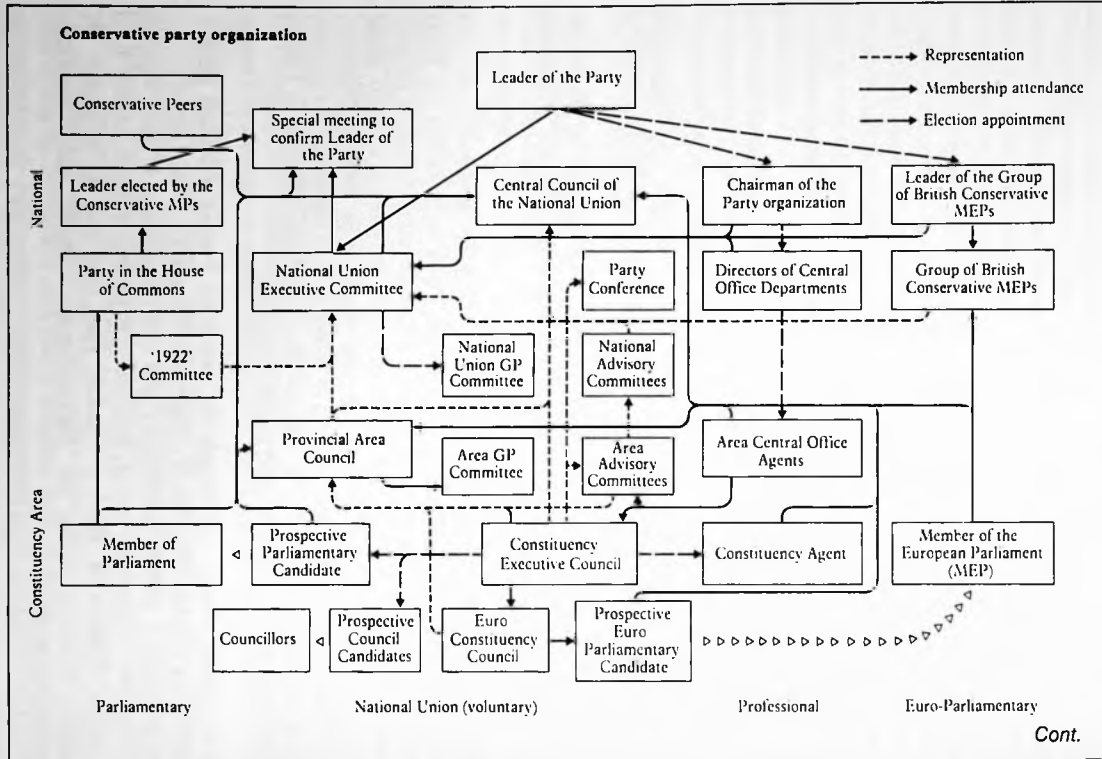 Conservative party organization
Leader of the Party
Representation
Membership attendance
Election appointment
Conservative Peers
Special meeting to
confirm Leader of
the Party
National
Leader elected by the
Conservative MPs
Central Council of
the National Union
Chairman of the
Party organization
Leader of the Group
of British Conservative
MEPs
Party in the House
of Commons
National Union
Executive Committee
Party
Conference
Directors of Central
Office Departments
Group of British
Conservative MEPs
'1922'
Committee
National
Union GP
Committee
National
Advisory
Committees
Provincial Area
Council
Area GP
Committee
Area
Advisory
Committees
Area Central Office
Agents
Constituency Area
Member of
Parliament
Prospective
Parliamentary
Candidate
Constituency
Executive Council
Constituency Agent
Member of
the European Parliament
(MEP)
Councillors
Prospective
Council
Candidates
Euro
Constituency
Council
Prospective
Euro
Parliamentary
Candidate
Parliamentary
National Union (voluntary)
Professional
Euro-Parliamentary
Cont.